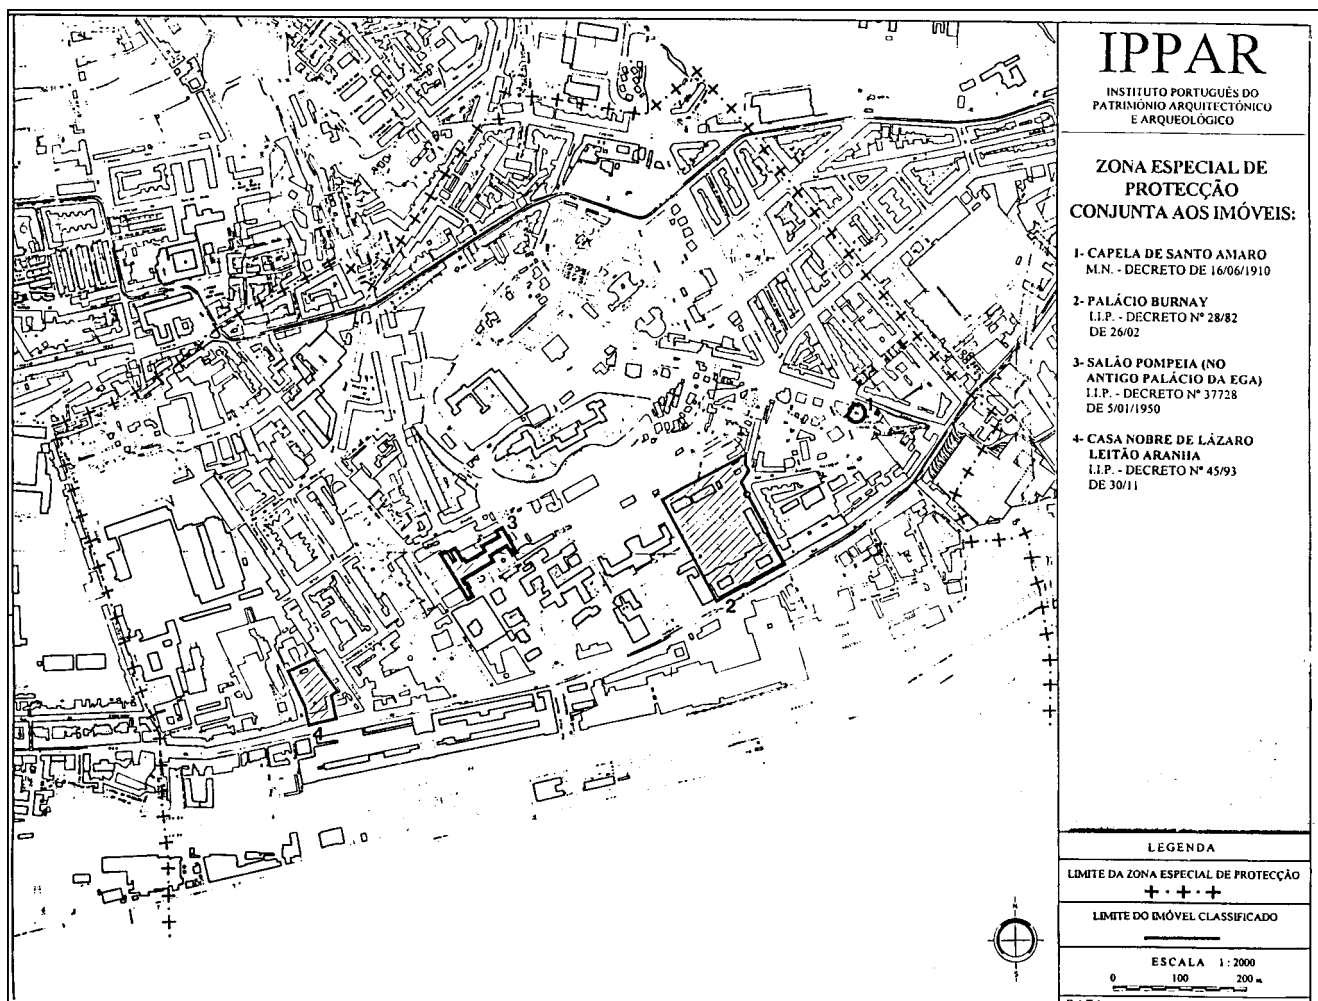 IPPAR
INSTITUTO PORTUGUÊS DO
PATRIMÓNIO ARQUITECTÓNICO
E ARQUEOLÓGICO
ZONA ESPECIAL DE
PROTECÇÃO
CONJUNTA AOS IMÓVEIS:
1- CAPELA DE SANTO AMARO
M.N. - DECRETO DE 16/06/1910
2- PALÁCIO BURNAY
I.I.P. - DECRETO Nº 28/82
DE 26/02
3- SALÃO POMPEIA (NO
ANTIGO PALÁCIO DA EGA)
I.I.P. - DECRETO Nº 37728
DE 5/01/1950
4- CASA NOBRE DE LÁZARO
LEITÃO ARANHA
I.I.P. - DECRETO Nº 45/93
DE 30/11
1
3
2
4
N
S
LEGENDA
LIMITE DA ZONA ESPECIAL DE PROTECÇÃO
LIMITE DO IMÓVEL CLASSIFICADO
ESCALA 1 : 2000
0 100 200 m